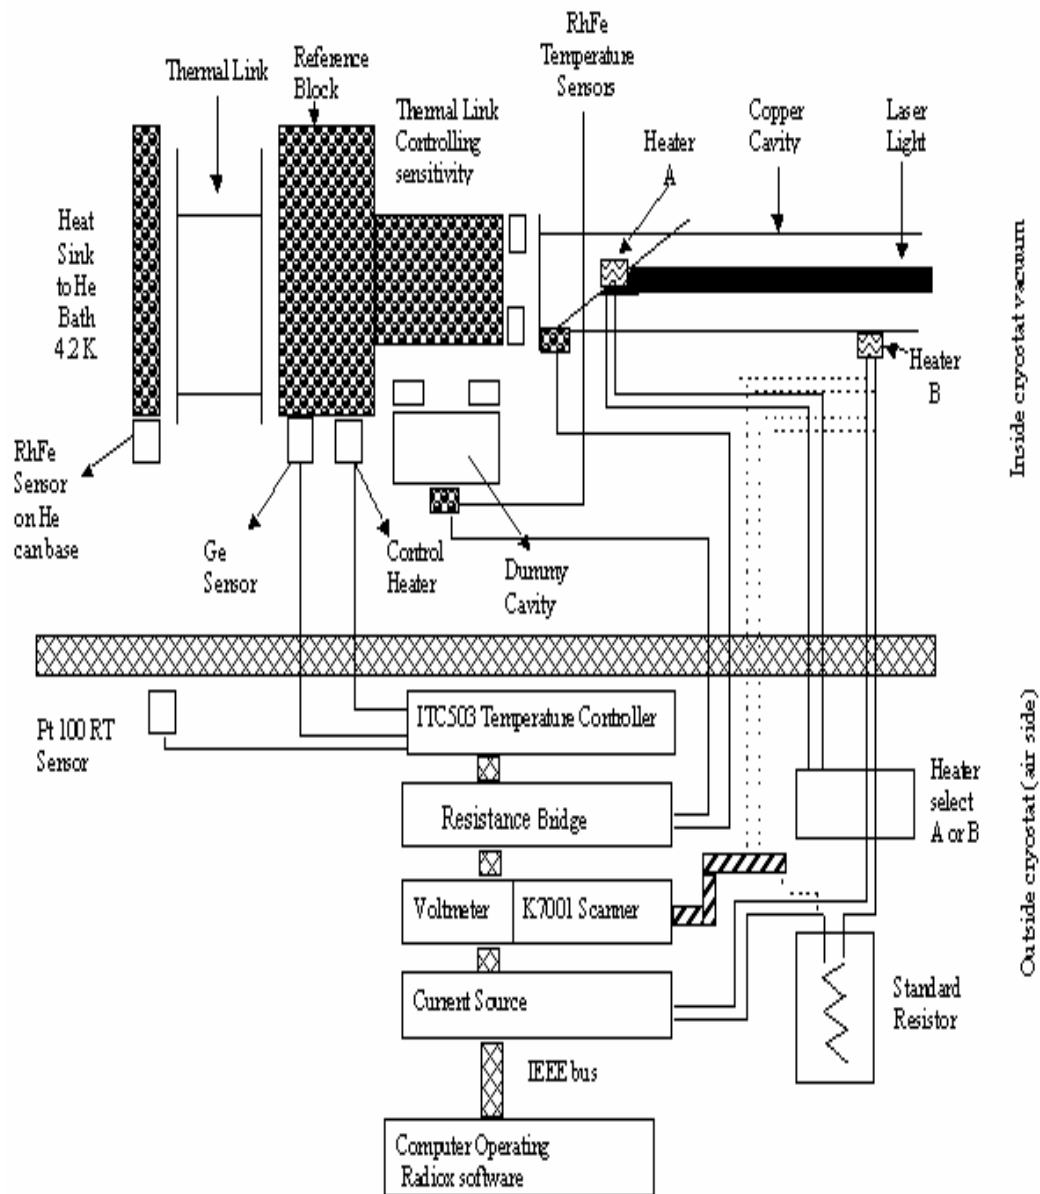 RhFe
Temperature
Sensors
Reference
Block
Thermal Link
Thermal Link
Controlling
sensitivity
Heater
A
Copper
Cavity
Laser
Light
Heat
Sink
to He
Bath
4.2 K
Inside cryostat vacuum
Heater
B
RhFe
Sensor
on He
can base
Ge
Sensor
Control
Heater
Dummy
Cavity
Pt 100 RT
Sensor
ITC503 Temperature Controller
Resistance Bridge
Heater
select
A or B
Voltmeter
K7001 Scanner
Outside cryostat (air side)
Current Source
Standard
Resistor
IEEE bus
Computer Operating
Radiox software